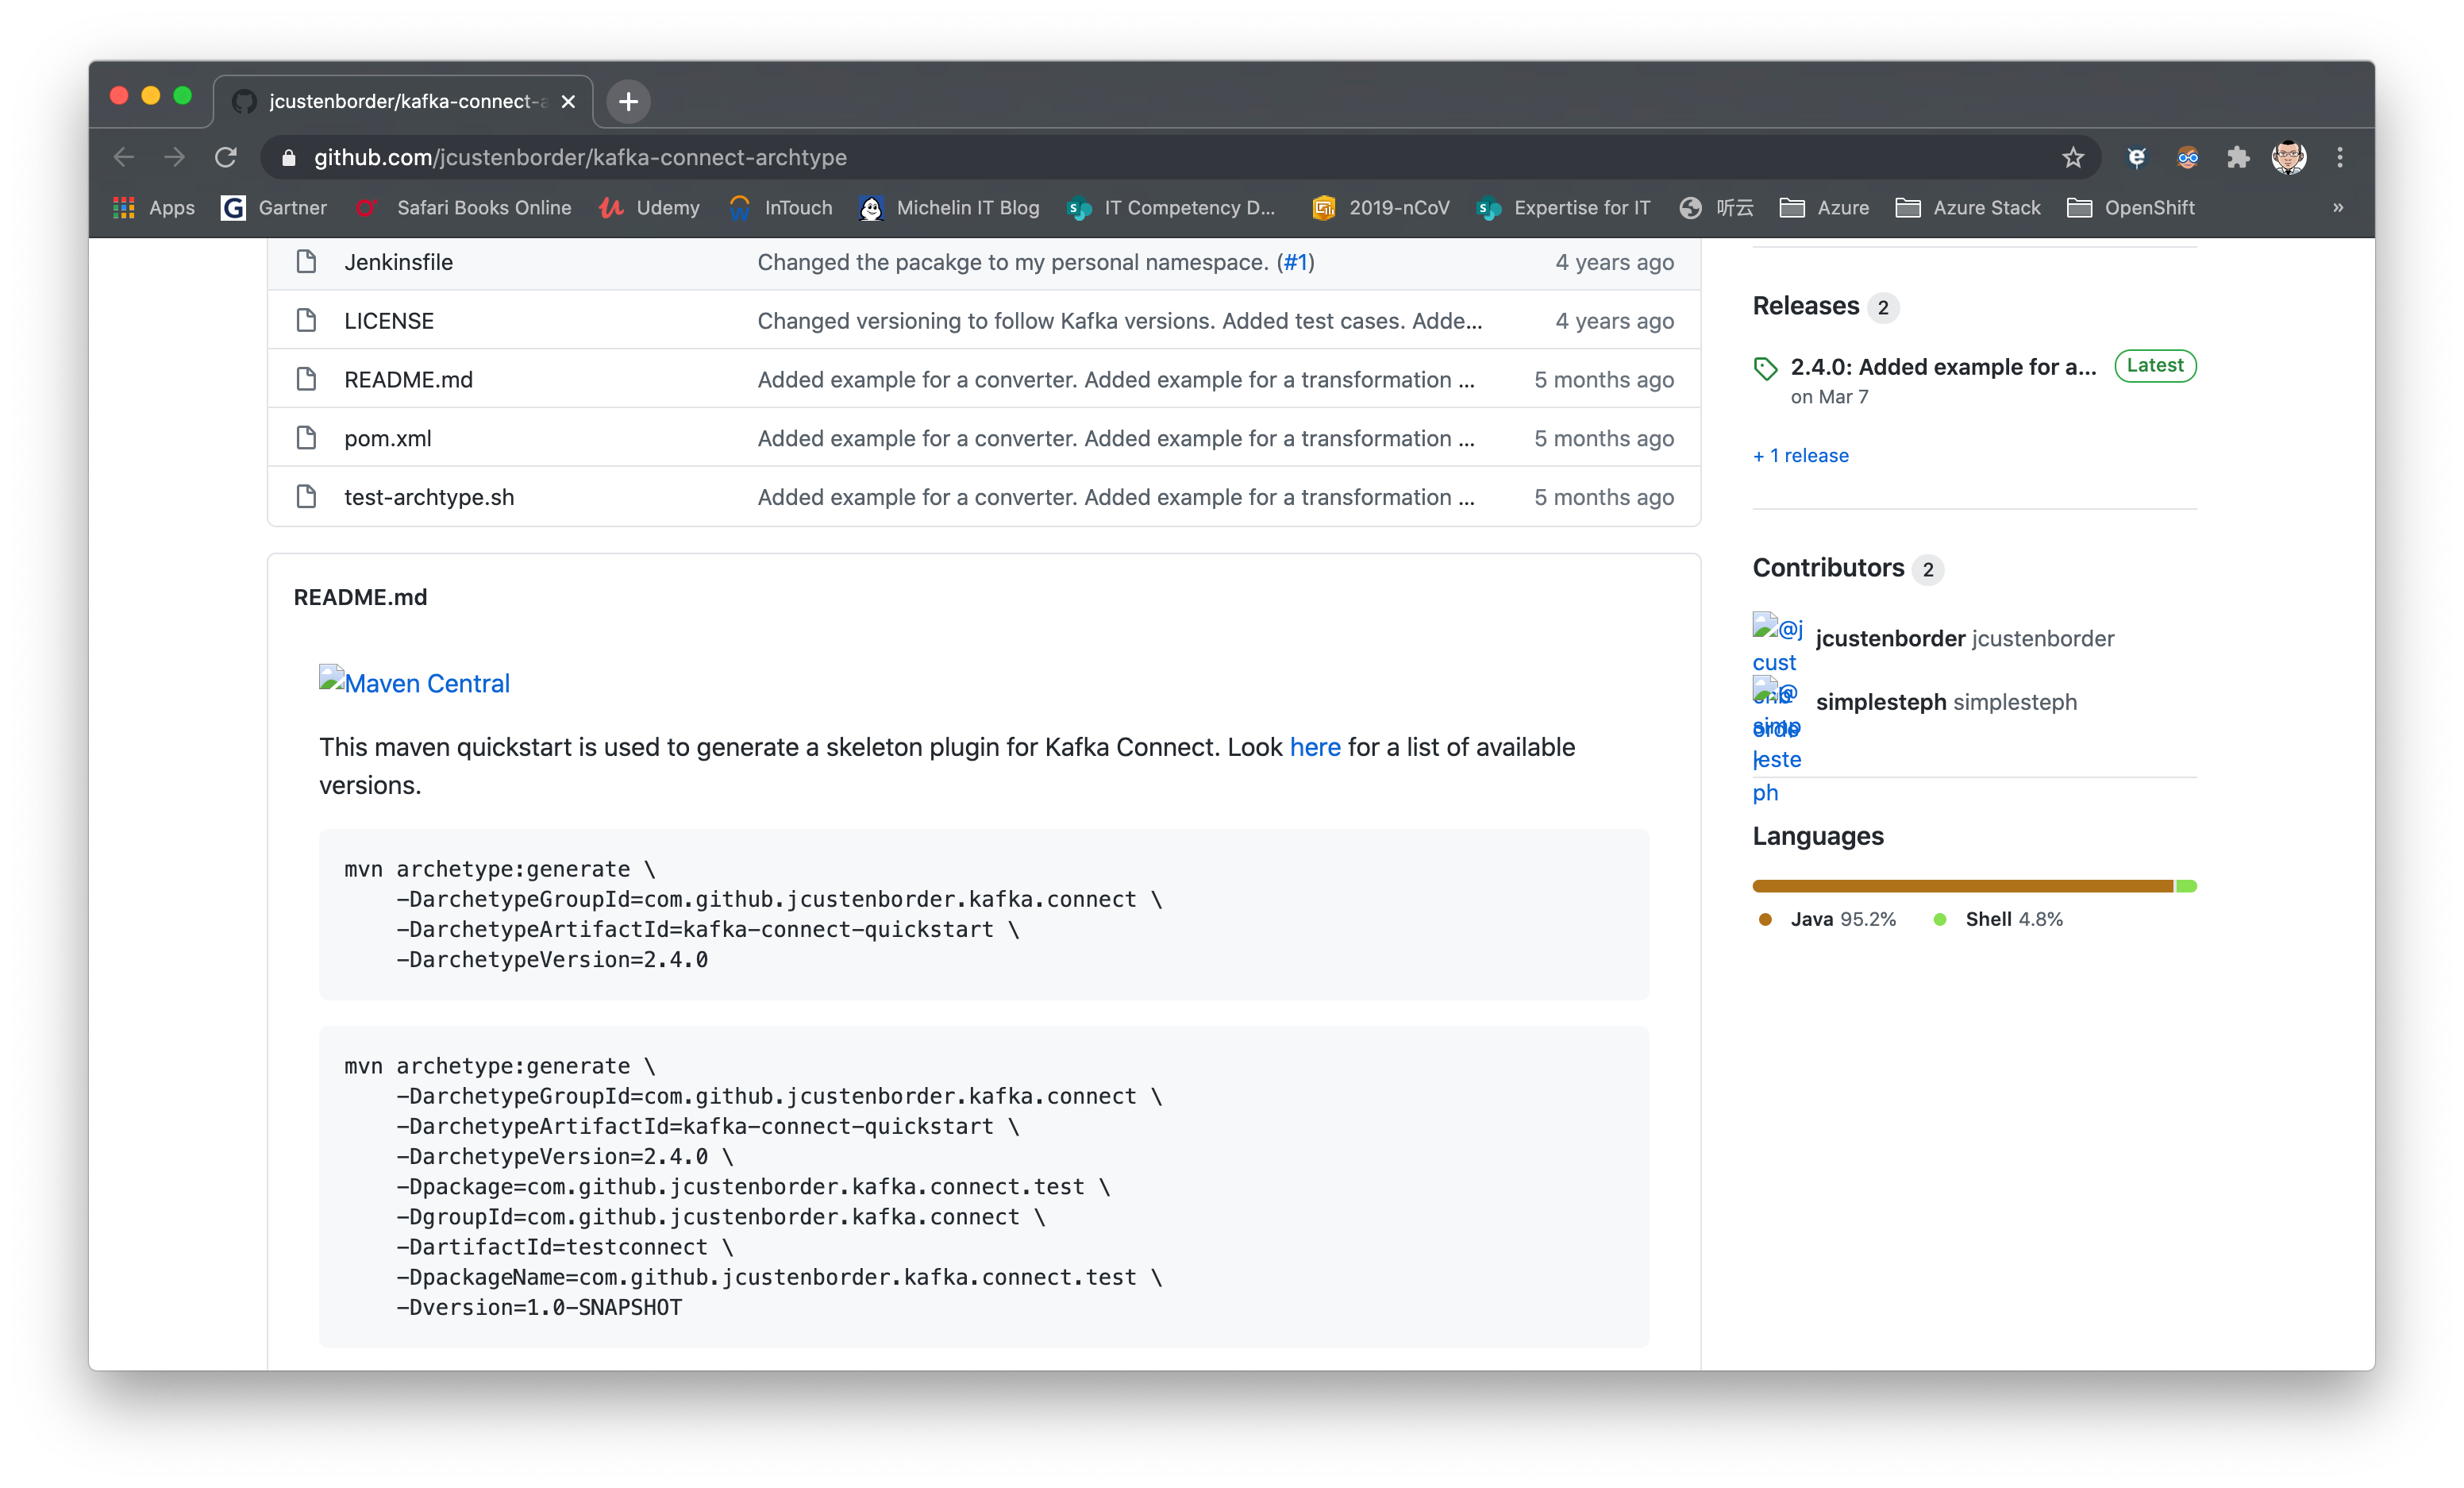 jcustenborder/kafka-connect-a
github.com/jcustenborder/kafka-connect-archtype
Apps Gartner Safari Books Online Udemy InTouch Michelin IT Blog IT Competency D... 2019-nCoV Expertise for IT 听云 Azure Azure Stack OpenShift »
Jenkinsfile Changed the pacakge to my personal namespace. (#1) 4 years ago
LICENSE Changed versioning to follow Kafka versions. Added test cases. Adde... 4 years ago
README.md Added example for a converter. Added example for a transformation ... 5 months ago
pom.xml Added example for a converter. Added example for a transformation ... 5 months ago
test-archtype.sh Added example for a converter. Added example for a transformation ... 5 months ago
README.md
Maven Central
This maven quickstart is used to generate a skeleton plugin for Kafka Connect. Look here for a list of available
versions.
mvn archetype:generate \
-DarchetypeGroupId=com.github.jcustenborder.kafka.connect \
-DarchetypeArtifactId=kafka-connect-quickstart \
-DarchetypeVersion=2.4.0
mvn archetype:generate \
-DarchetypeGroupId=com.github.jcustenborder.kafka.connect \
-DarchetypeArtifactId=kafka-connect-quickstart \
-DarchetypeVersion=2.4.0 \
-Dpackage=com.github.jcustenborder.kafka.connect.test \
-DgroupId=com.github.jcustenborder.kafka.connect \
-DartifactId=testconnect \
-DpackageName=com.github.jcustenborder.kafka.connect.test \
-Dversion=1.0-SNAPSHOT
Releases 2
2.4.0: Added example for a... Latest
on Mar 7
+ 1 release
Contributors 2
@j
cust
jcustenborder jcustenborder
@
simp
leste
ph
simplesteph simplesteph
Languages
Java 95.2% Shell 4.8%